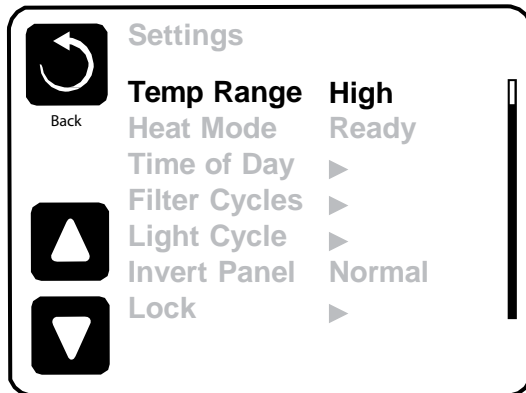 Settings
Temp Range High
Back
Heat Mode Ready
Time of Day
Filter Cycles
Light Cycle
Invert Panel Normal
Lock